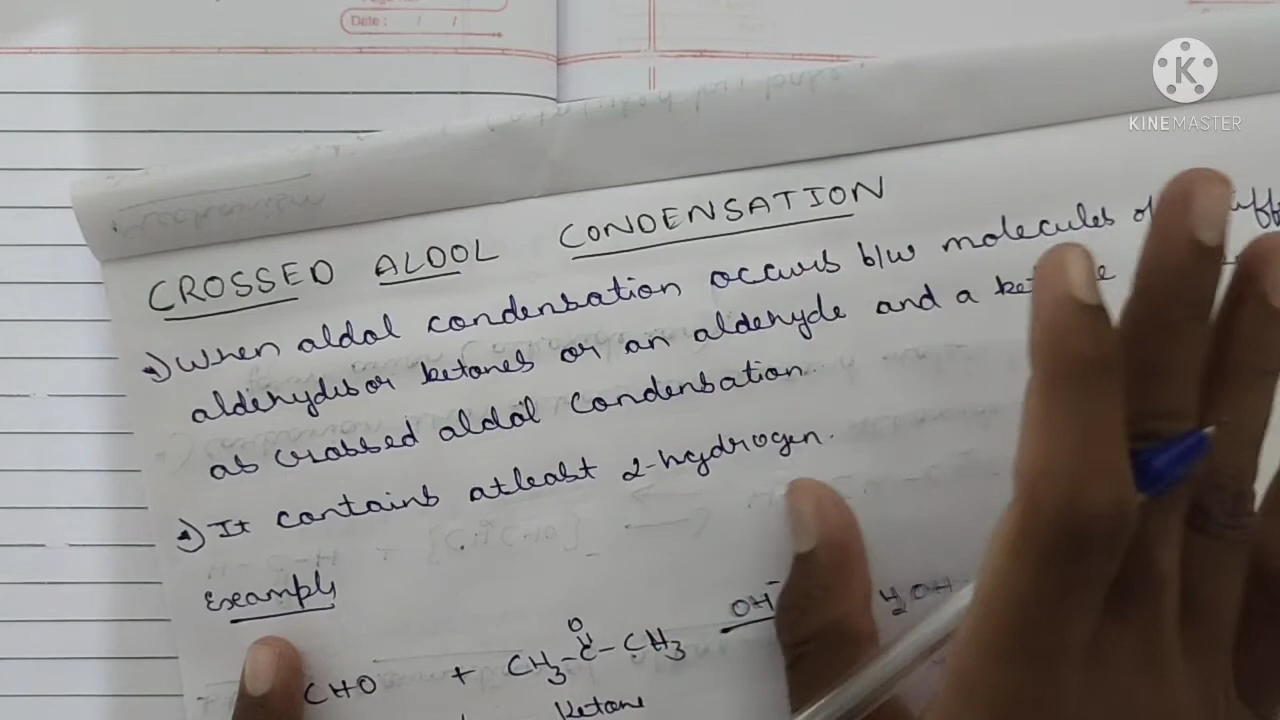 Date: / /
KINEMASTER
CROSSED ALDOL CONDENSATION
When aldol condensation occurs b/w molecules of
aldehydes or ketones or an aldehyde and a
as crossed aldol condensation
It contains atleast 2-hydrogen.
Example
CHO + CH3-C-CH3 OH-
O
Ketone